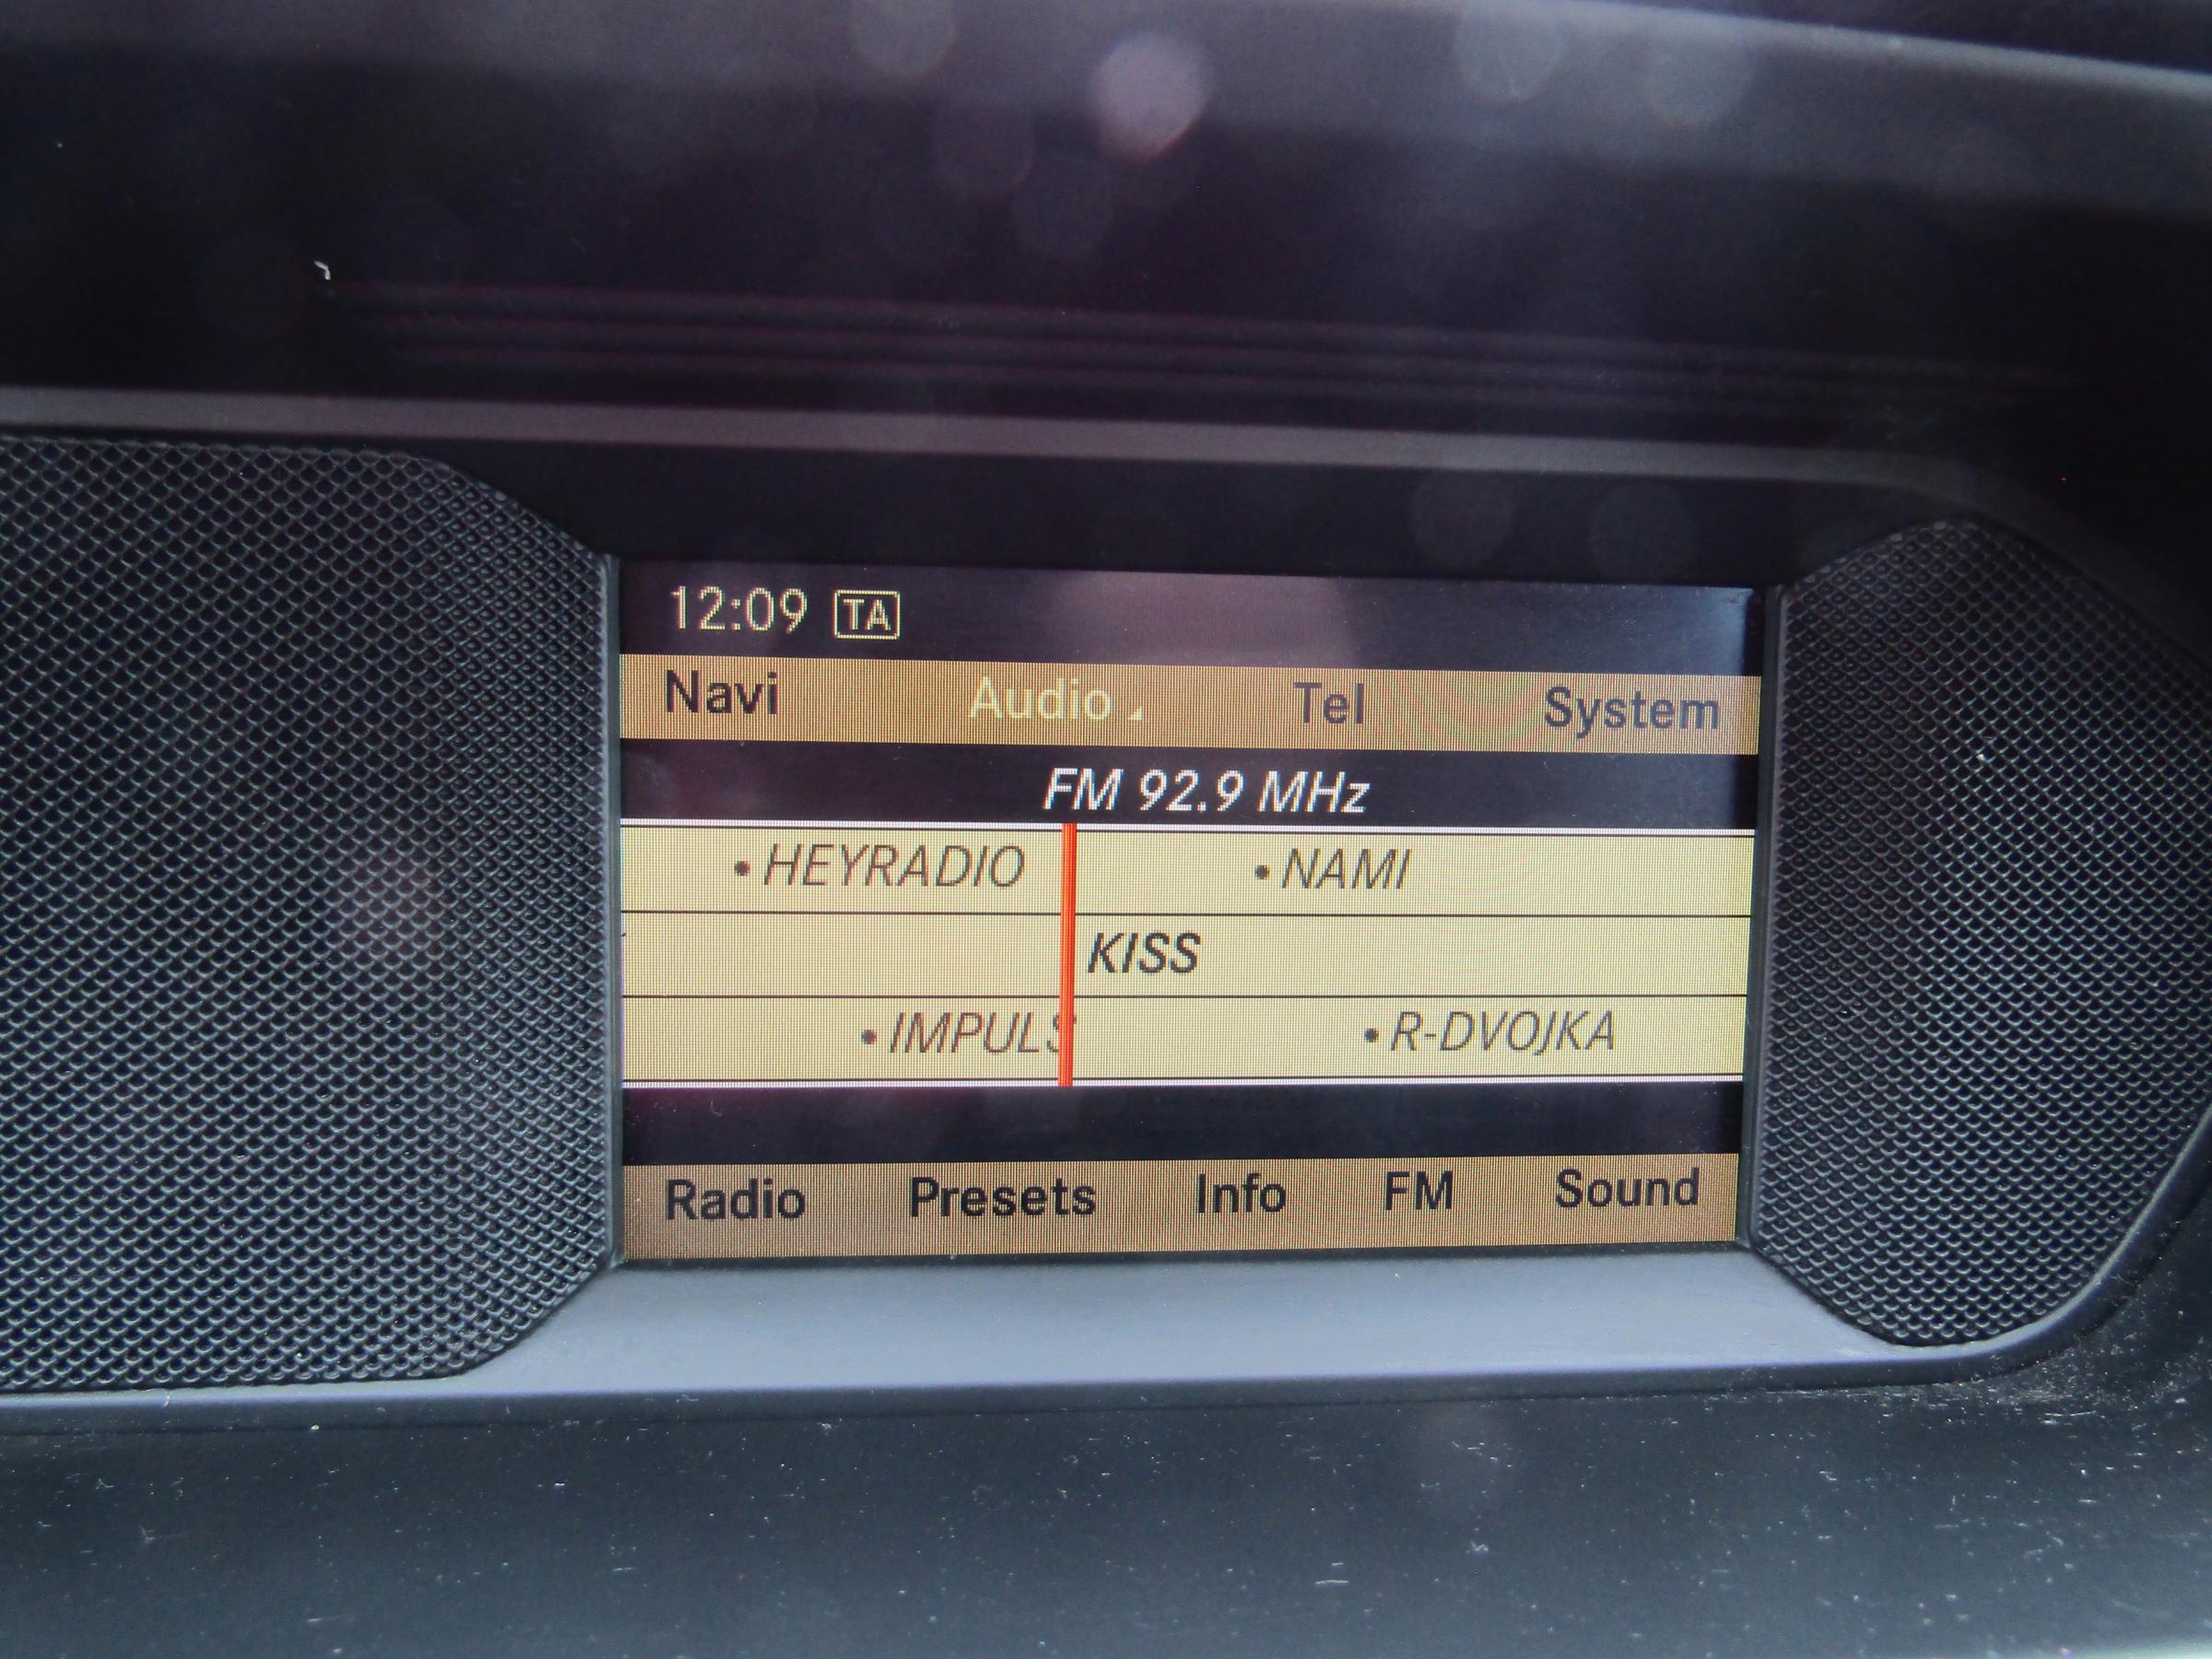 12:09 TA
Navi Audio Tel System
FM 92.9 MHz
•HEYRADIO •NAMI
KISS
•IMPULS •R-DVOJKA
Radio Presets Info FM Sound